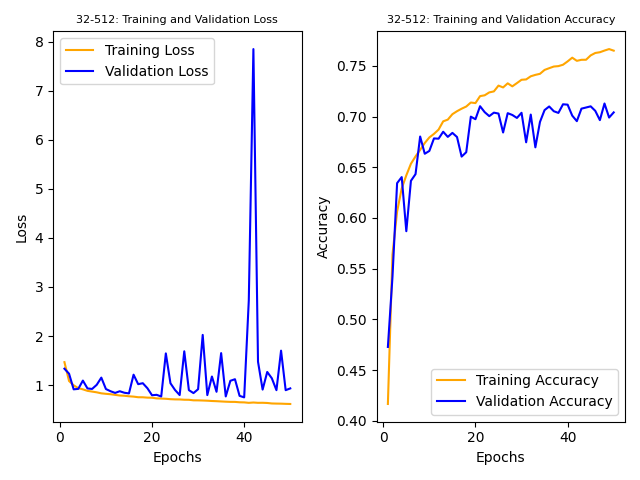 32-512: Training and Validation Loss
8
7
6
5
4
3
2
1
Loss
Training Loss
Validation Loss
0
20
40
Epochs
32-512: Training and Validation Accuracy
0.75
0.70
0.65
0.60
0.55
0.50
0.45
0.40
Accuracy
Training Accuracy
Validation Accuracy
0
20
40
Epochs